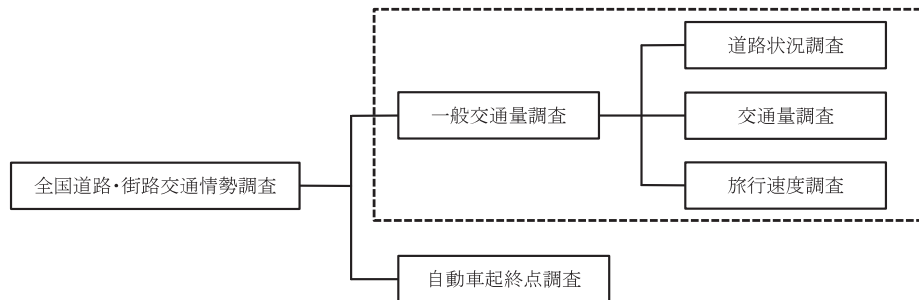 道路状況調査
一般交通量調査
交通量調査
旅行速度調査
全国道路・街路交通情勢調査
自動車起終点調査